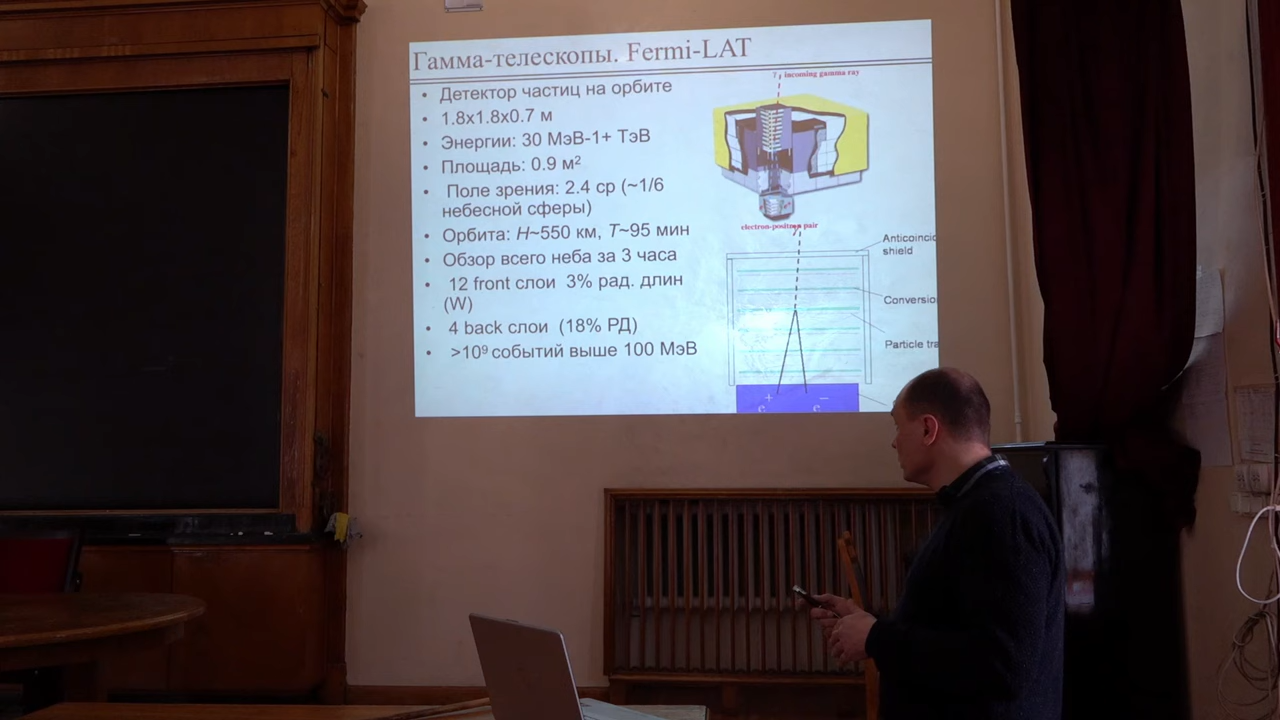 Гамма-телескопы. Fermi-LAT
• Детектор частиц на орбите
• 1.8x1.8x0.7 м
• Энергии: 30 МэВ-1+ ТэВ
• Площадь: 0.9 м²
• Поле зрения: 2.4 ср (~1/6
небесной сферы)
• Орбита: H~550 км, T~95 мин
• Обзор всего неба за 3 часа
• 12 front слои 3% рад. длин
(W)
• 4 back слои (18% РД)
• >10⁹ событий выше 100 МэВ
γ incoming gamma ray
electron-positron pair
γ
Anticoincid
shield
Conversio
Particle tra
+ −
e e